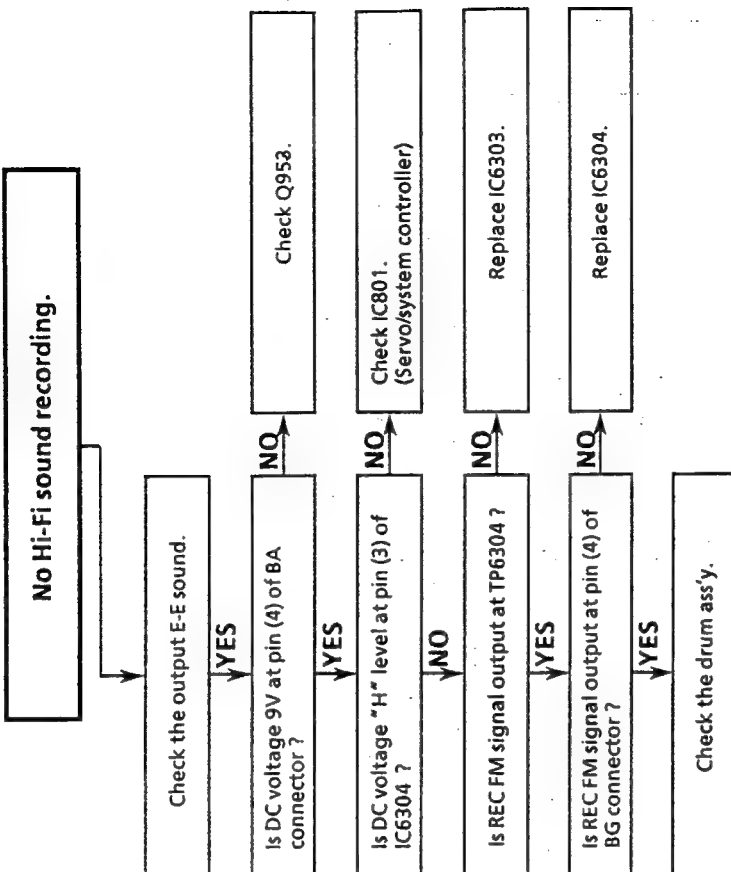 No Hi-Fi sound recording.
Check the output E-E sound.
YES
Is DC voltage 9V at pin (4) of BA
connector ?
NO
Check Q953.
YES
Is DC voltage "H" level at pin (3) of
IC6304 ?
NO
Check IC801.
(Servo/system controller)
NO
Is REC FM signal output at TP6304 ?
NO
Replace IC6303.
YES
Is REC FM signal output at pin (4) of
BG connector ?
NO
Replace IC6304.
YES
Check the drum ass'y.